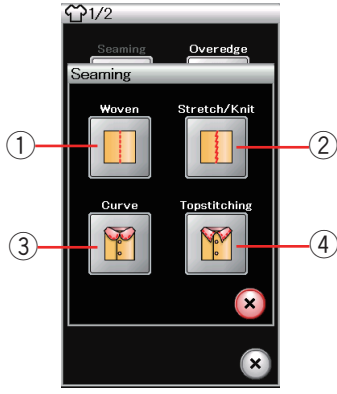 1/2
Seaming Overedge
Seaming
Woven Stretch/Knit
① ②
Curve Topstitching
③ ④